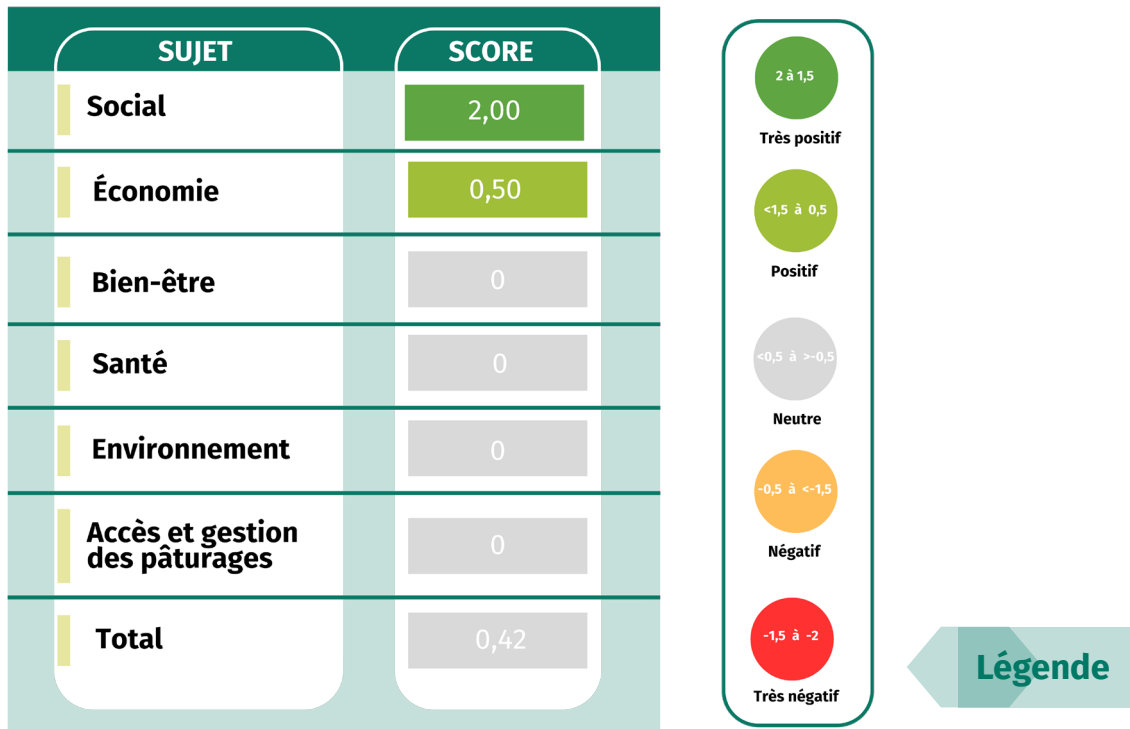 SUJET SCORE
Social 2,00
Économie 0,50
Bien-être 0
Santé 0
Environnement 0
Accès et gestion
des pâturages 0
Total 0,42
2 à 1,5
Très positif
<1,5 à 0,5
Positif
<0,5 à >-0,5
Neutre
-0,5 à <-1,5
Négatif
-1,5 à -2
Très négatif
Légende